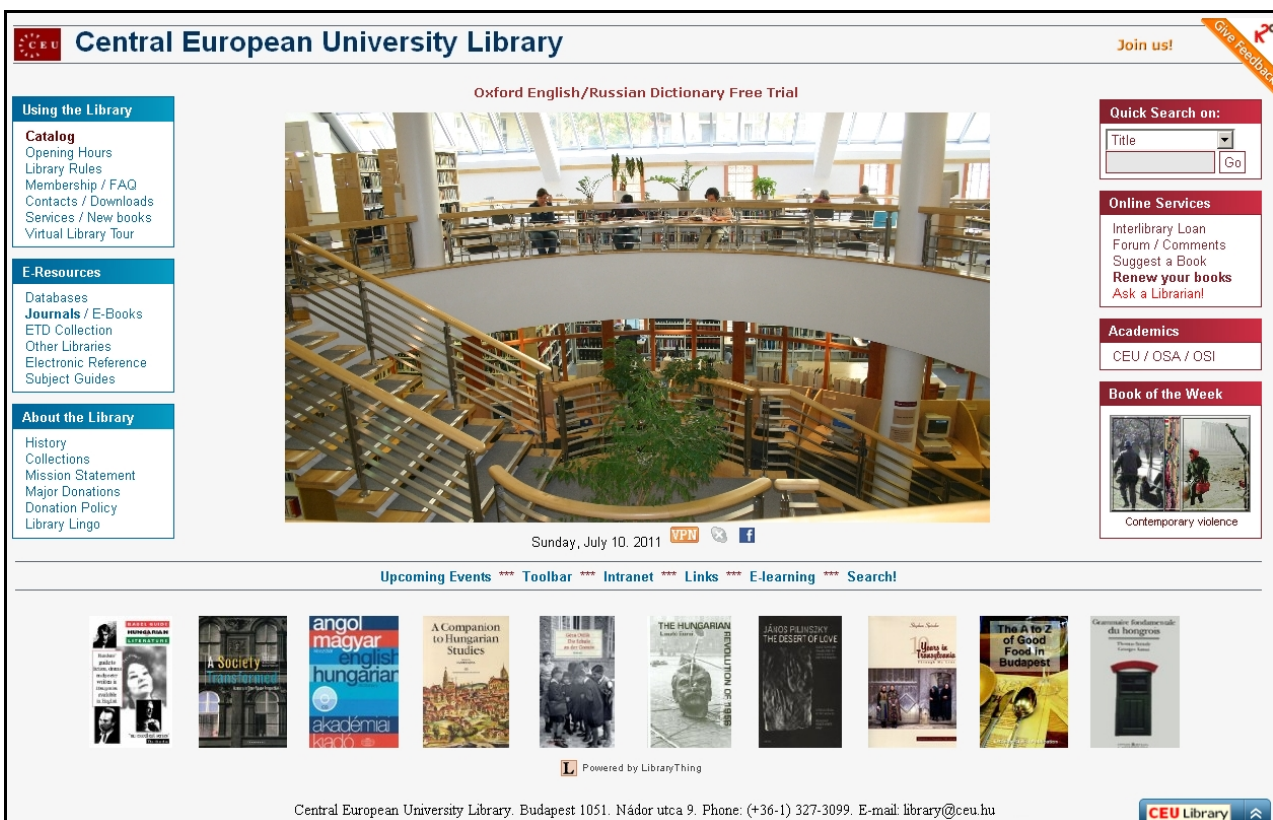 CEU
Central European University Library
Join us!
Give Feedback
Oxford English/Russian Dictionary Free Trial
Using the Library
Catalog
Opening Hours
Library Rules
Membership / FAQ
Contacts / Downloads
Services / New books
Virtual Library Tour
E-Resources
Databases
Journals / E-Books
ETD Collection
Other Libraries
Electronic Reference
Subject Guides
About the Library
History
Collections
Mission Statement
Major Donations
Donation Policy
Library Lingo
Quick Search on:
Title
Go
Online Services
Interlibrary Loan
Forum / Comments
Suggest a Book
Renew your books
Ask a Librarian!
Academics
CEU / OSA / OSI
Book of the Week
Contemporary violence
Sunday, July 10. 2011 VPN f
Upcoming Events *** Toolbar *** Intranet *** Links *** E-learning *** Search!
HUNGARIAN
LITERATURE
A Society
Transformed
angol
magyar
english
hungarian
akadémiai
kiadó
A Companion
to Hungarian
Studies
THE HUNGARIAN
REVOLUTION OF 1956
JÁNOS PILINSZKY
THE DESERT OF LOVE
Years in
Transylvania
The A to Z
of Good
Food in
Budapest
Grammaire fondamentale
du hongrois
L Powered by LibraryThing
Central European University Library. Budapest 1051. Nádor utca 9. Phone: (+36-1) 327-3099. E-mail: library@ceu.hu
CEU Library